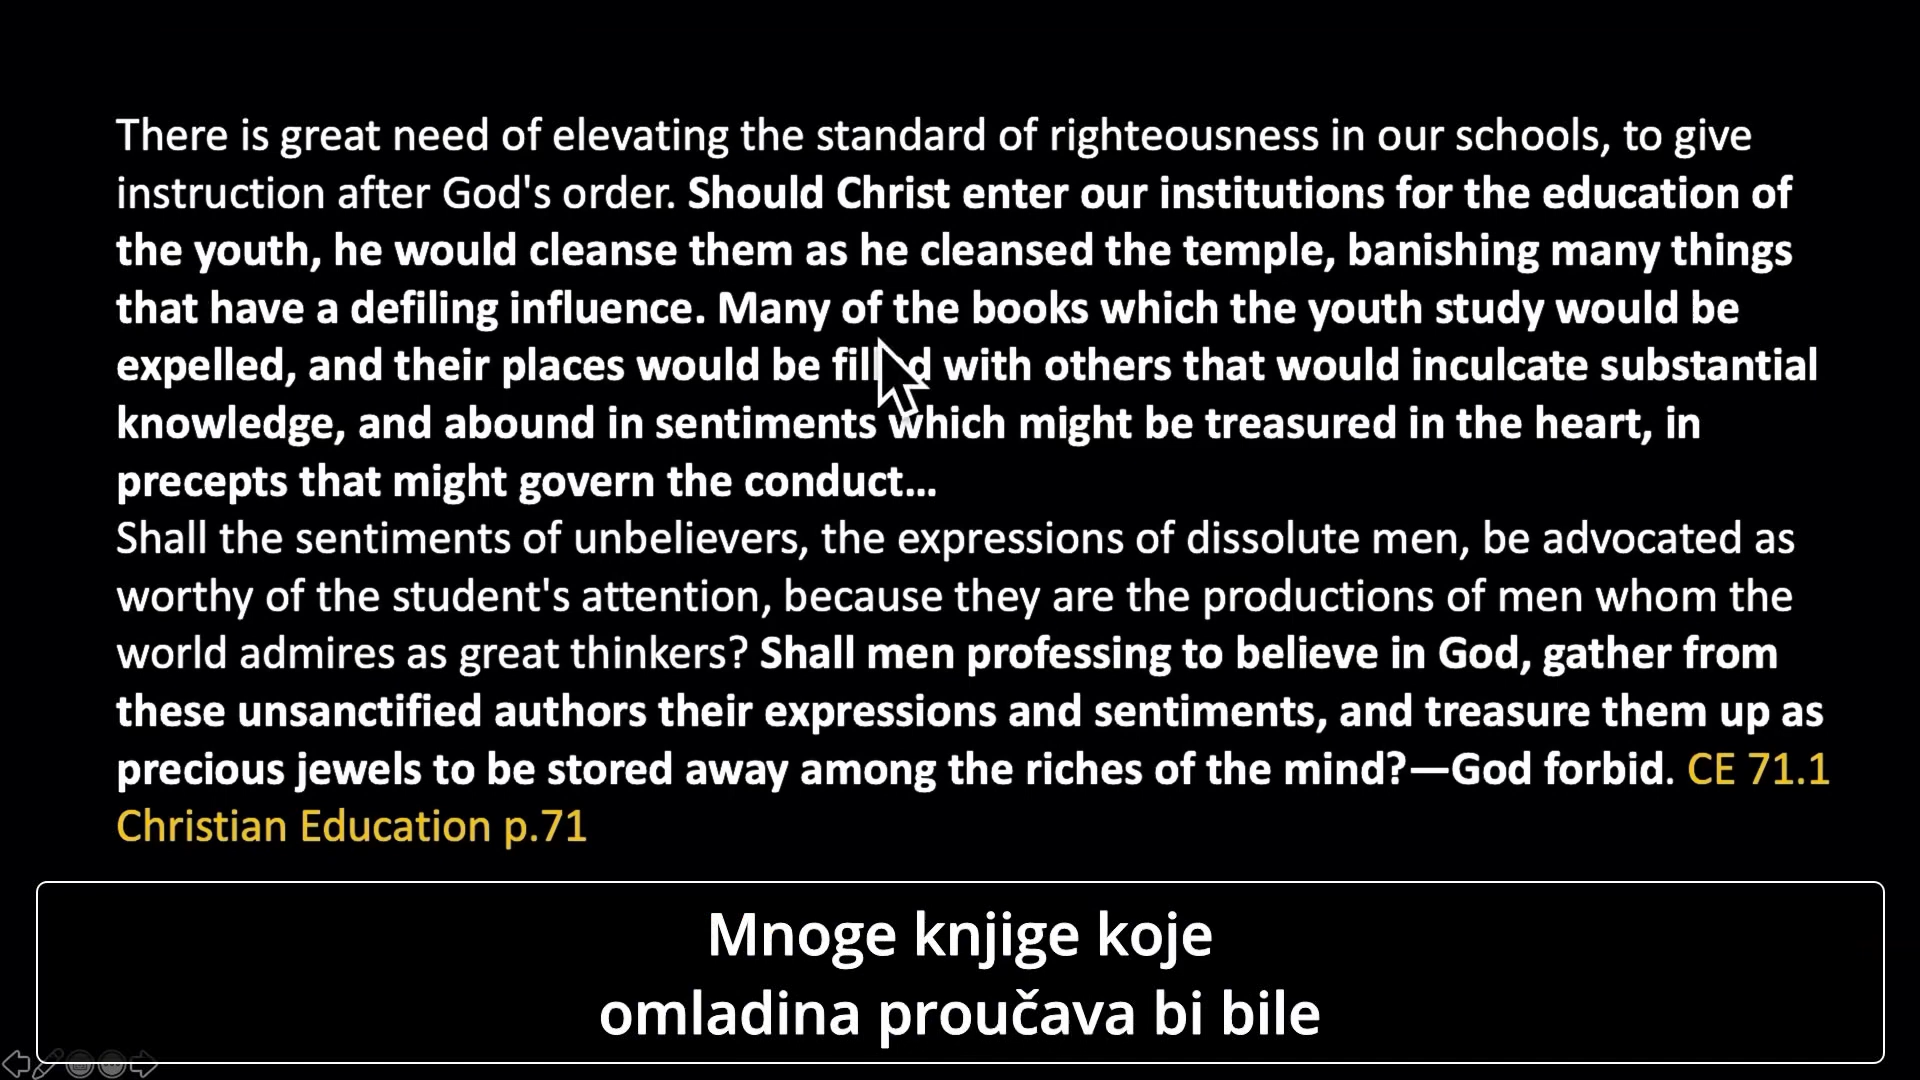 There is great need of elevating the standard of righteousness in our schools, to give
instruction after God's order. Should Christ enter our institutions for the education of
the youth, he would cleanse them as he cleansed the temple, banishing many things
that have a defiling influence. Many of the books which the youth study would be
expelled, and their places would be filled with others that would inculcate substantial
knowledge, and abound in sentiments which might be treasured in the heart, in
precepts that might govern the conduct…
Shall the sentiments of unbelievers, the expressions of dissolute men, be advocated as
worthy of the student's attention, because they are the productions of men whom the
world admires as great thinkers? Shall men professing to believe in God, gather from
these unsanctified authors their expressions and sentiments, and treasure them up as
precious jewels to be stored away among the riches of the mind?—God forbid. CE 71.1
Christian Education p.71
Mnoge knjige koje
omladina proučava bi bile